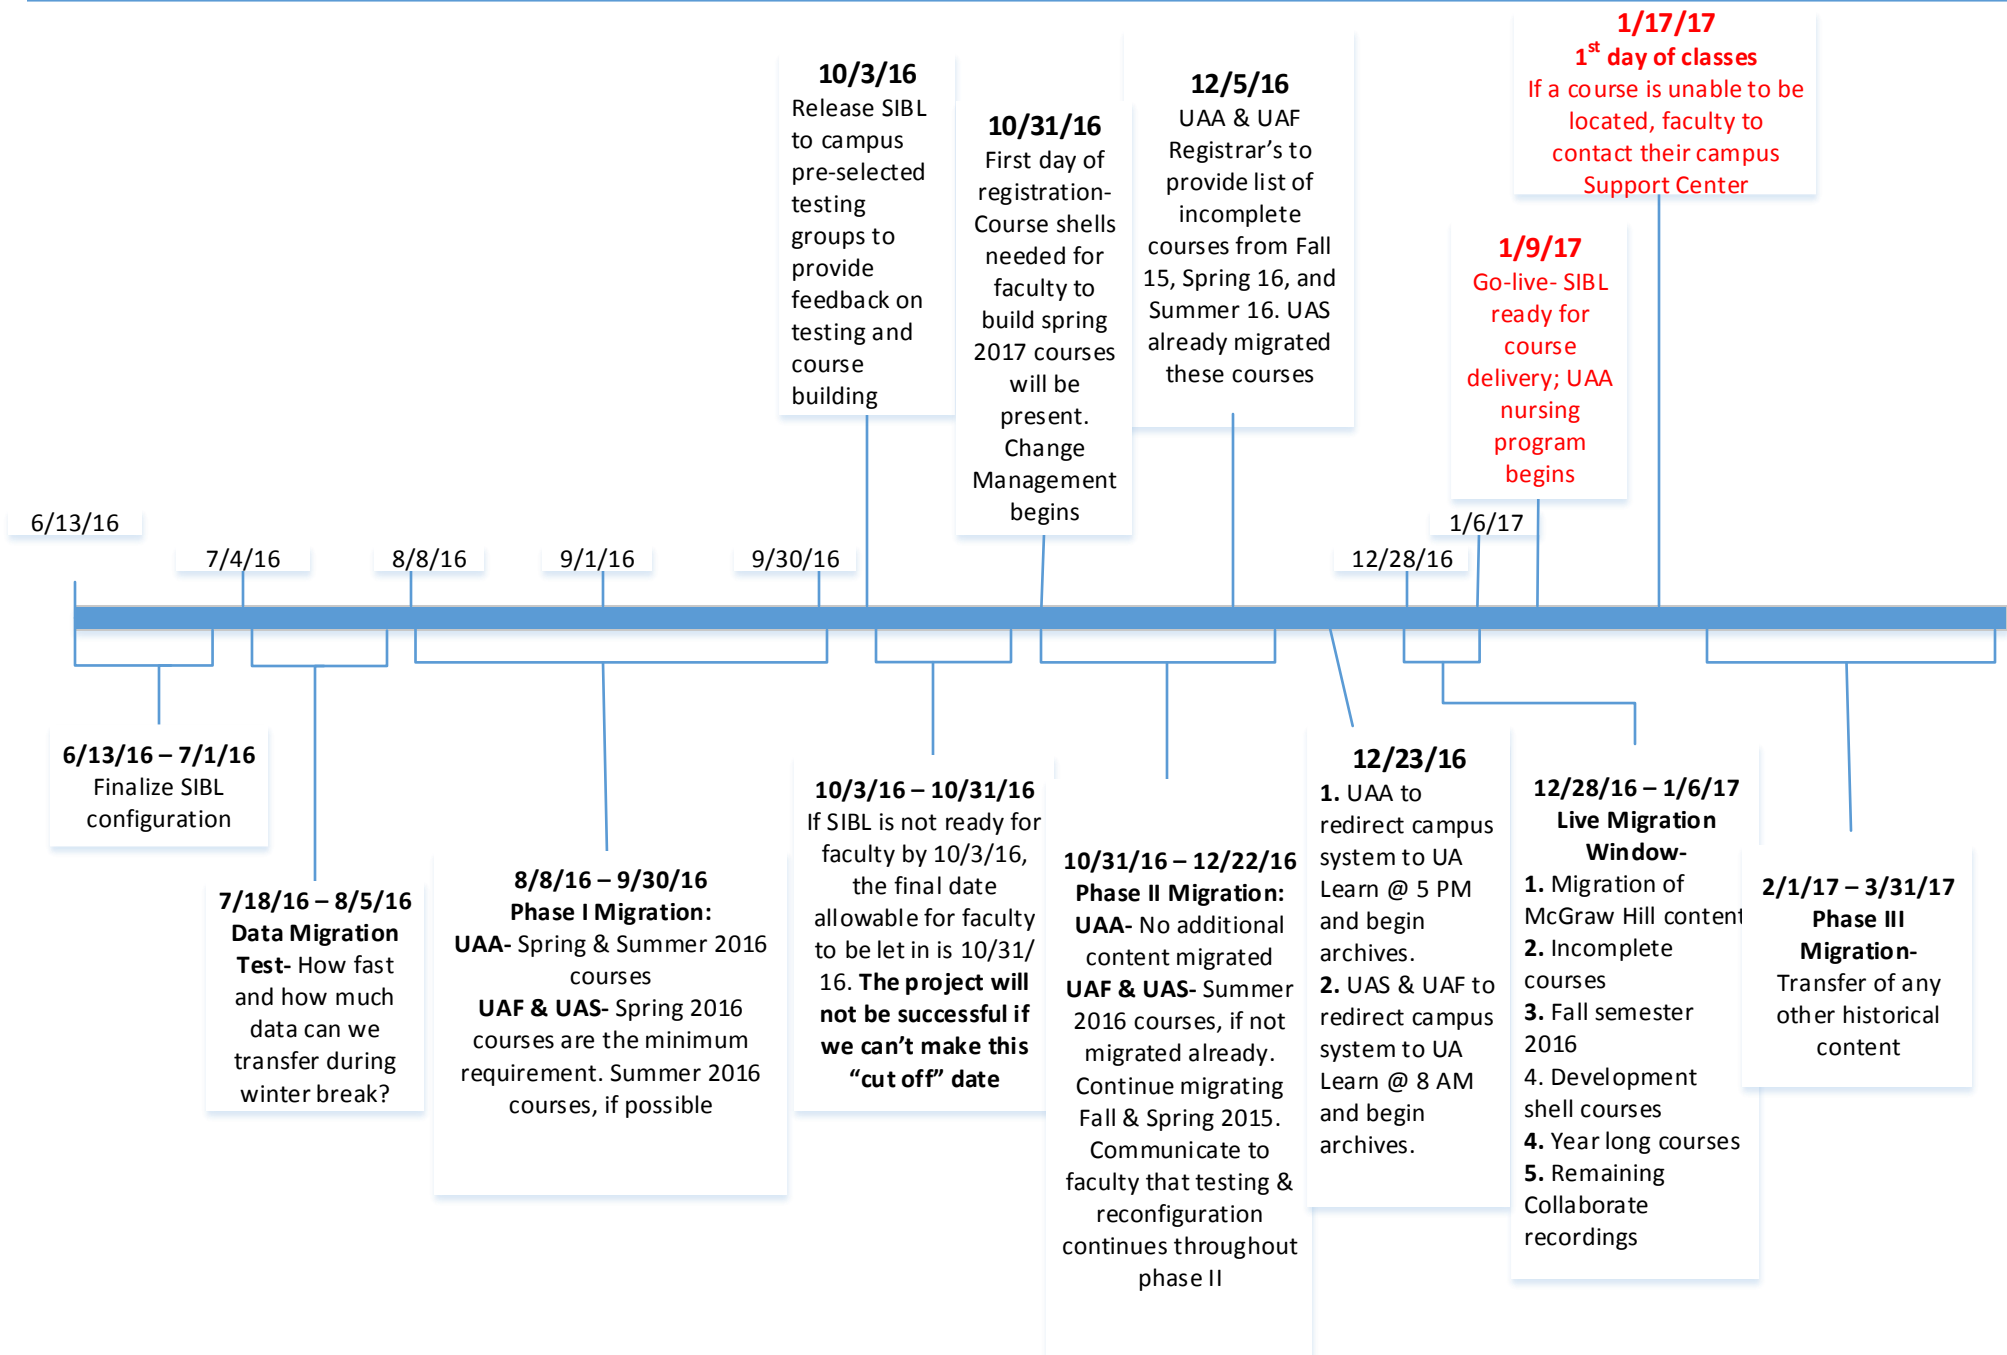 1/17/17
1st day of classes
If a course is unable to be
located, faculty to
contact their campus
Support Center
10/3/16
Release SIBL
to campus
pre-selected
testing
groups to
provide
feedback on
testing and
course
building
10/31/16
First day of
registration-
Course shells
needed for
faculty to
build spring
2017 courses
will be
present.
Change
Management
begins
12/5/16
UAA & UAF
Registrar's to
provide list of
incomplete
courses from Fall
15, Spring 16, and
Summer 16. UAS
already migrated
these courses
1/9/17
Go-live- SIBL
ready for
course
delivery; UAA
nursing
program
begins
6/13/16
7/4/16
8/8/16
9/1/16
9/30/16
12/28/16
1/6/17
6/13/16 – 7/1/16
Finalize SIBL
configuration
7/18/16 – 8/5/16
Data Migration
Test- How fast
and how much
data can we
transfer during
winter break?
8/8/16 – 9/30/16
Phase I Migration:
UAA- Spring & Summer 2016
courses
UAF & UAS- Spring 2016
courses are the minimum
requirement. Summer 2016
courses, if possible
10/3/16 – 10/31/16
If SIBL is not ready for
faculty by 10/3/16,
the final date
allowable for faculty
to be let in is 10/31/
16. The project will
not be successful if
we can't make this
“cut off” date
10/31/16 – 12/22/16
Phase II Migration:
UAA- No additional
content migrated
UAF & UAS- Summer
2016 courses, if not
migrated already.
Continue migrating
Fall & Spring 2015.
Communicate to
faculty that testing &
reconfiguration
continues throughout
phase II
12/23/16
1. UAA to
redirect campus
system to UA
Learn @ 5 PM
and begin
archives.
2. UAS & UAF to
redirect campus
system to UA
Learn @ 8 AM
and begin
archives.
12/28/16 – 1/6/17
Live Migration
Window-
1. Migration of
McGraw Hill content
2. Incomplete
courses
3. Fall semester
2016
4. Development
shell courses
4. Year long courses
5. Remaining
Collaborate
recordings
2/1/17 – 3/31/17
Phase III
Migration-
Transfer of any
other historical
content